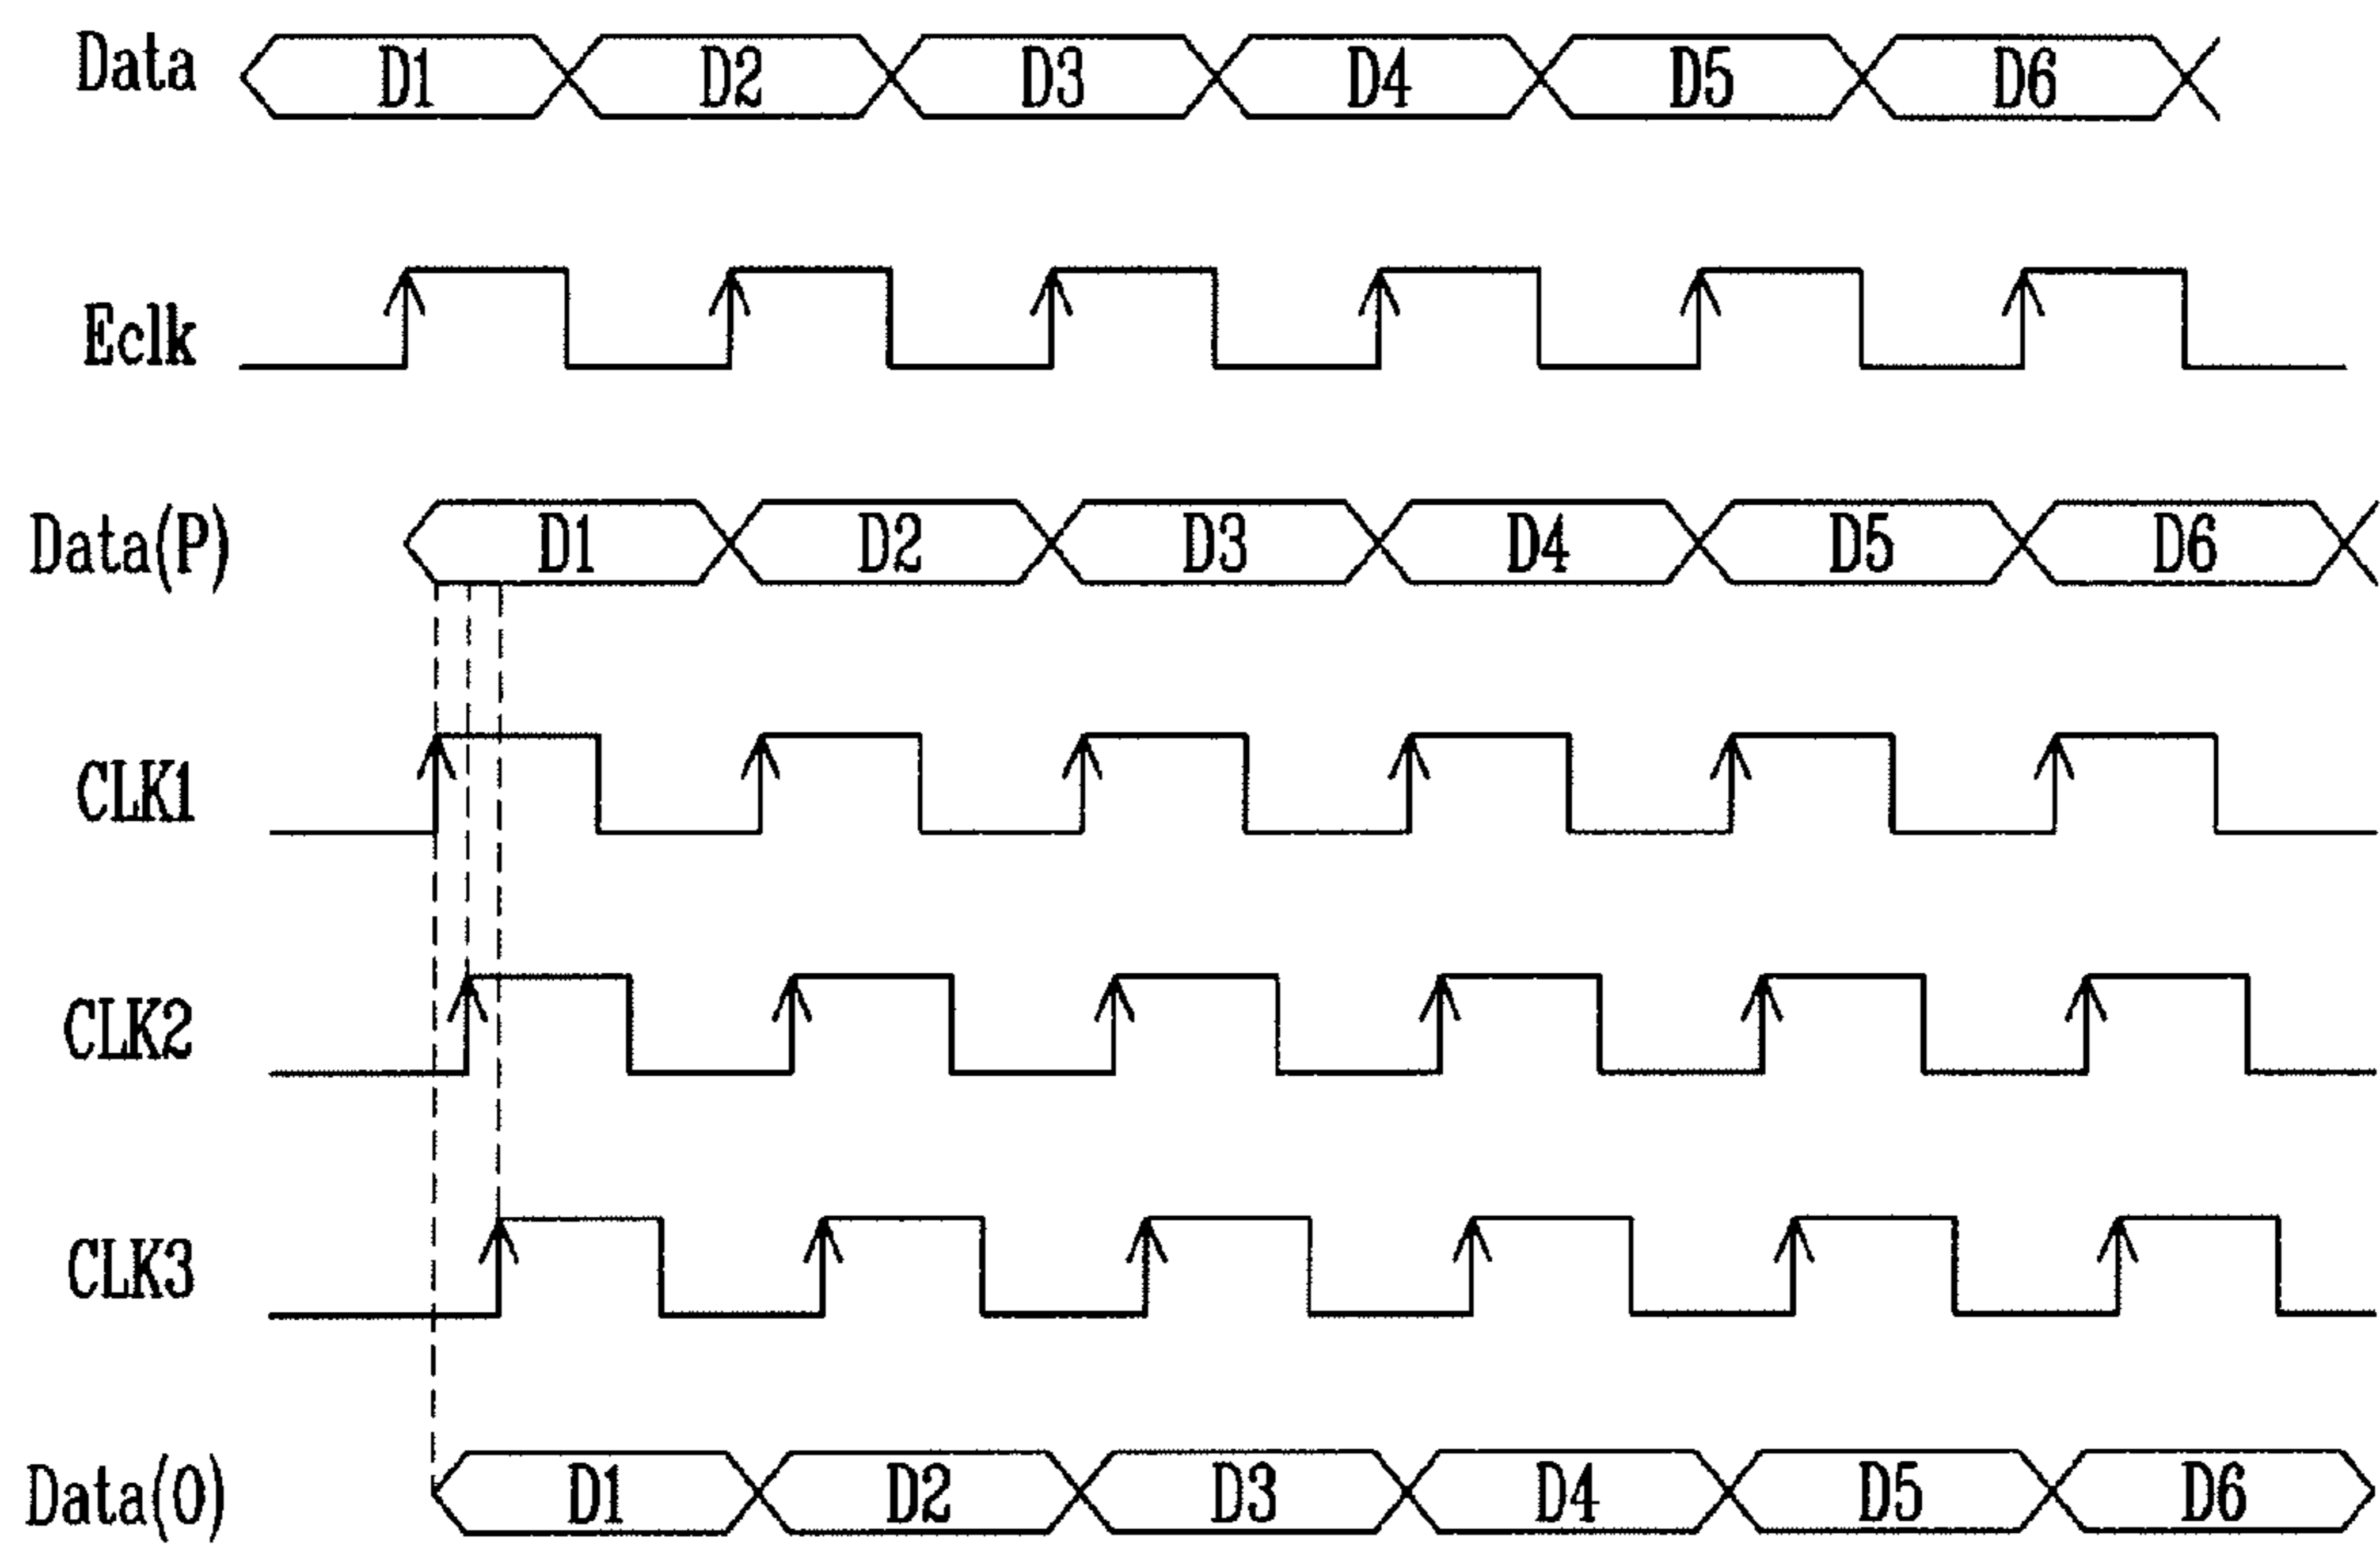 Data D1 D2 D3 D4 D5 D6
Eclk
Data(P) D1 D2 D3 D4 D5 D6
CLK1
CLK2
CLK3
Data(O) D1 D2 D3 D4 D5 D6